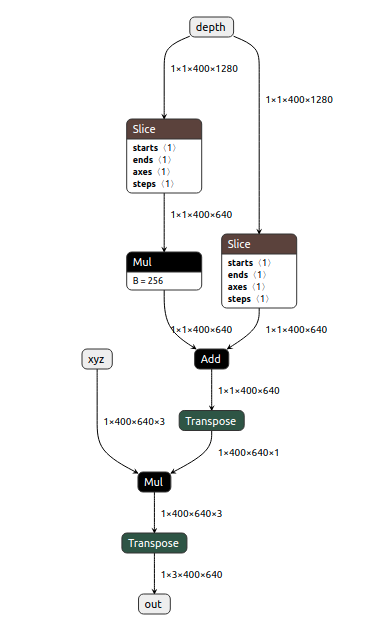 depth
1×1×400×1280
1×1×400×1280
Slice
starts ⟨1⟩
ends ⟨1⟩
axes ⟨1⟩
steps ⟨1⟩
1×1×400×640
Slice
starts ⟨1⟩
ends ⟨1⟩
axes ⟨1⟩
steps ⟨1⟩
Mul
B = 256
1×1×400×640
1×1×400×640
xyz
Add
1×1×400×640
1×400×640×3
Transpose
1×400×640×1
Mul
1×400×640×3
Transpose
1×3×400×640
out